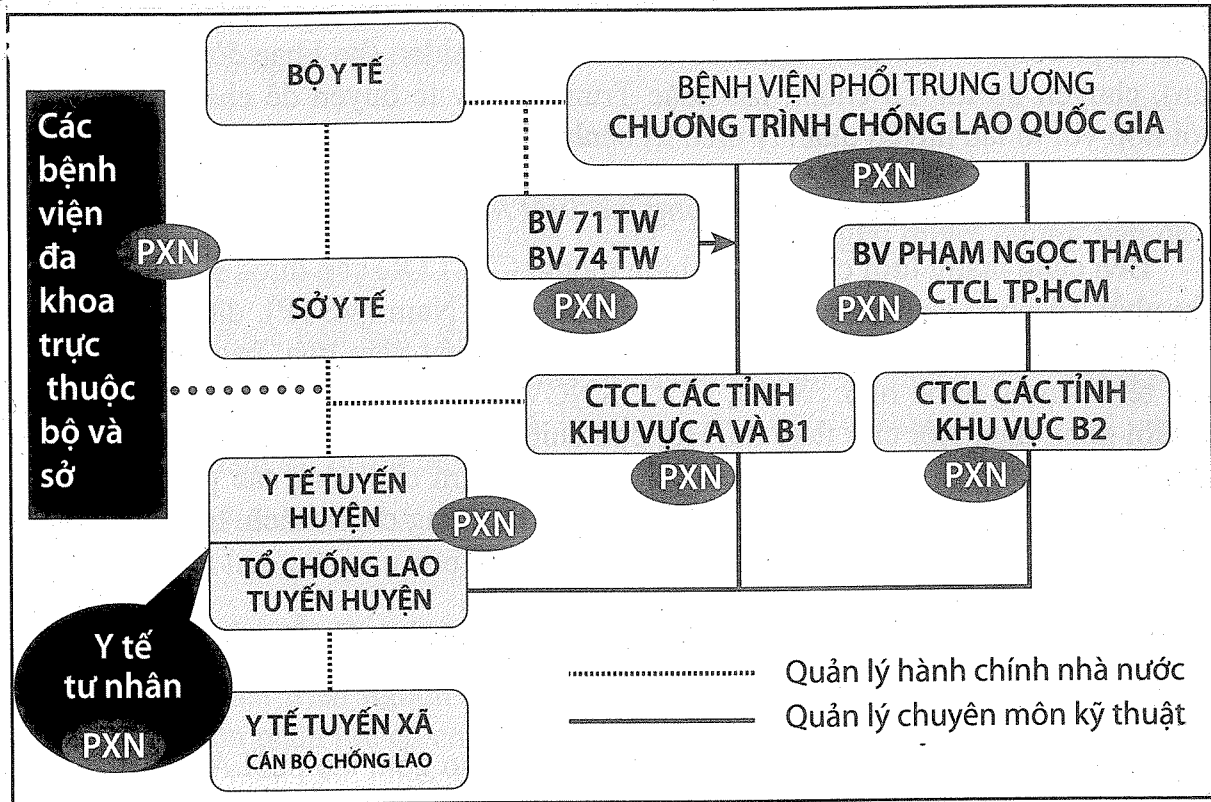 BỘ Y TẾ
BỆNH VIỆN PHỔI TRUNG ƯƠNG
CHƯƠNG TRÌNH CHỐNG LAO QUỐC GIA
PXN
Các
bệnh
viện
đa
khoa
trực
thuộc
bộ và
sở
PXN
BV 71 TW
BV 74 TW
PXN
BV PHẠM NGỌC THẠCH
CTCL TP.HCM
PXN
SỞ Y TẾ
CTCL CÁC TỈNH
KHU VỰC A VÀ B1
PXN
CTCL CÁC TỈNH
KHU VỰC B2
PXN
Y TẾ TUYẾN
HUYỆN
PXN
TỔ CHỐNG LAO
TUYẾN HUYỆN
Y tế
tư nhân
PXN
Y TẾ TUYẾN XÃ
CÁN BỘ CHỐNG LAO
Quản lý hành chính nhà nước
Quản lý chuyên môn kỹ thuật